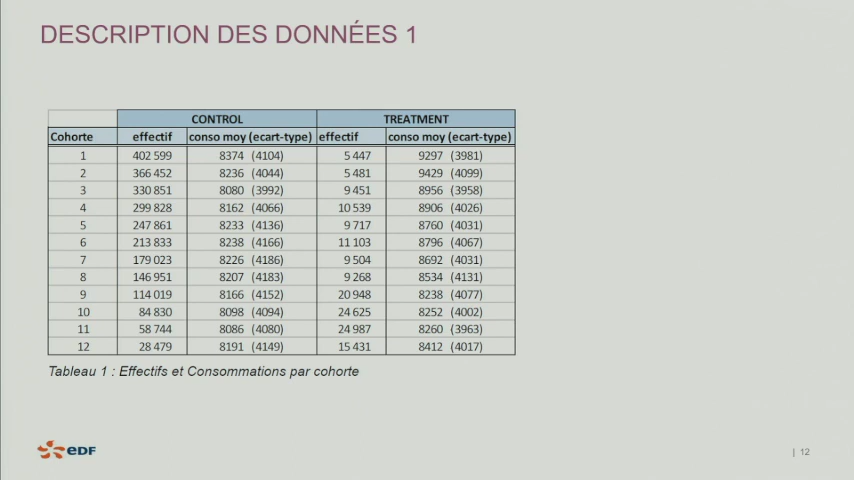 DESCRIPTION DES DONNÉES 1
CONTROL TREATMENT
Cohorte effectif conso moy (ecart-type) effectif conso moy (ecart-type)
1 402 599 8374 (4104) 5 447 9297 (3981)
2 366 452 8236 (4044) 5 481 9429 (4099)
3 330 851 8080 (3992) 9 451 8956 (3958)
4 299 828 8162 (4066) 10 539 8906 (4026)
5 247 861 8233 (4136) 9 717 8760 (4031)
6 213 833 8238 (4166) 11 103 8796 (4067)
7 179 023 8226 (4186) 9 504 8692 (4031)
8 146 951 8207 (4183) 9 268 8534 (4131)
9 114 019 8166 (4152) 20 948 8238 (4077)
10 84 830 8098 (4094) 24 625 8252 (4002)
11 58 744 8086 (4080) 24 987 8260 (3963)
12 28 479 8191 (4149) 15 431 8412 (4017)
Tableau 1 : Effectifs et Consommations par cohorte
eDF
| 12